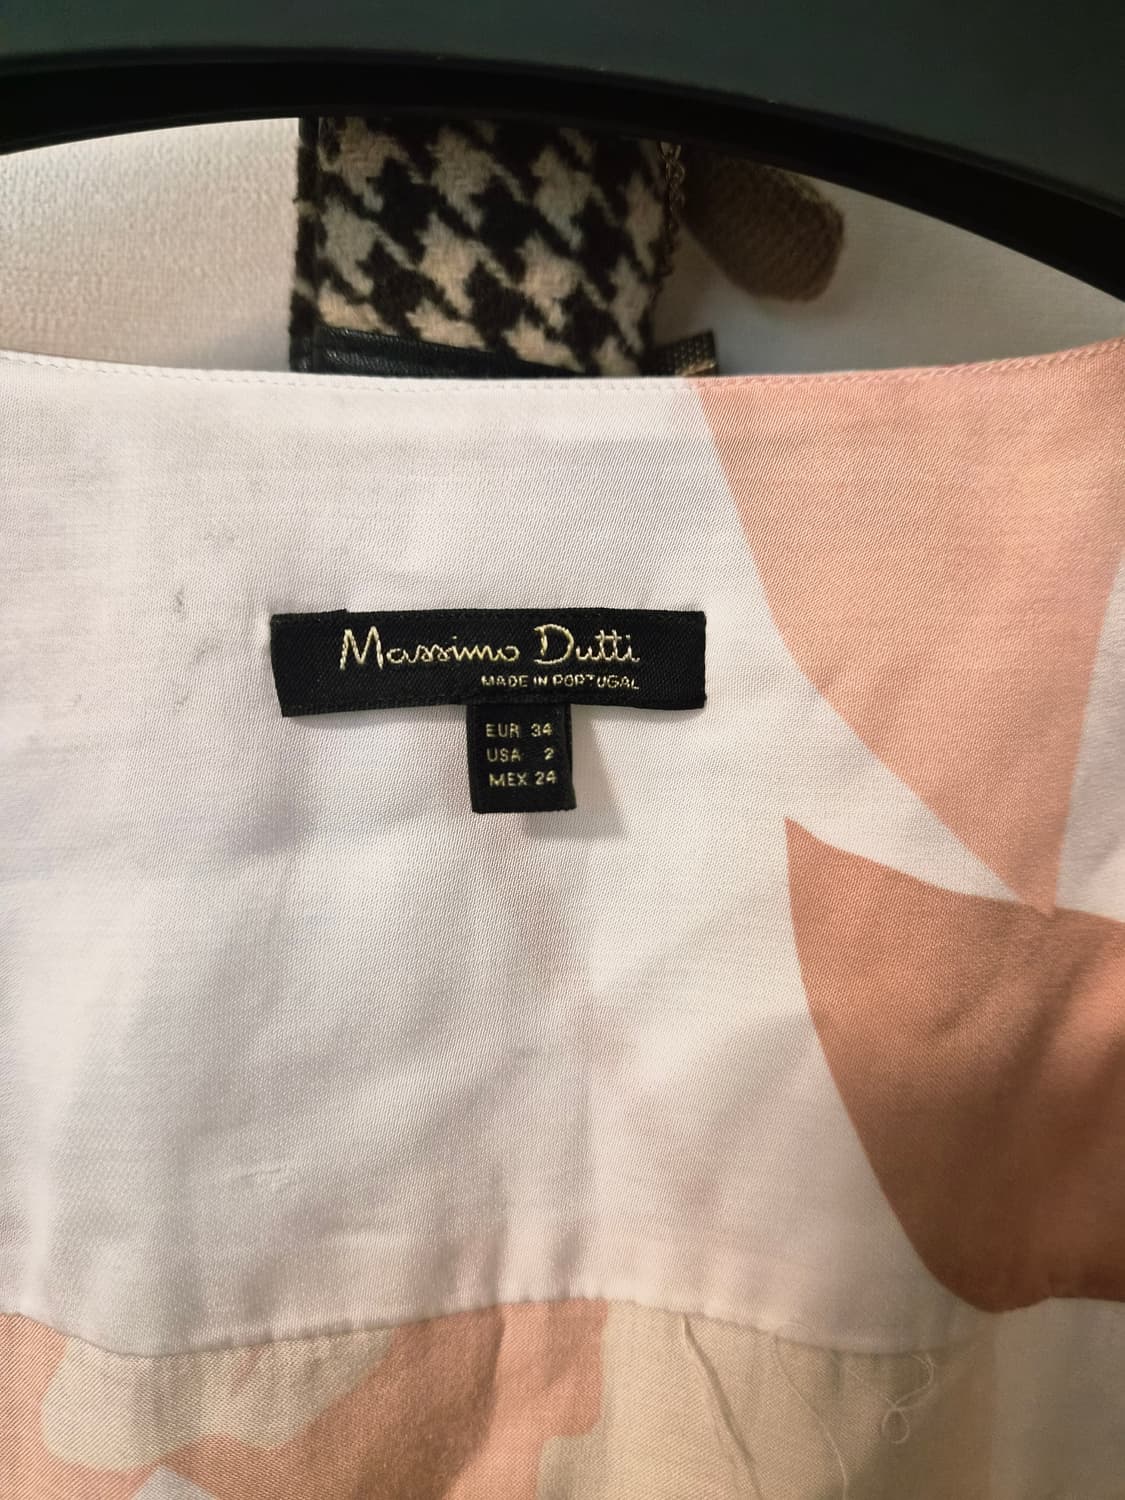 Massimo Dutti
MADE IN PORTUGAL
EUR 34
USA 2
MEX 24